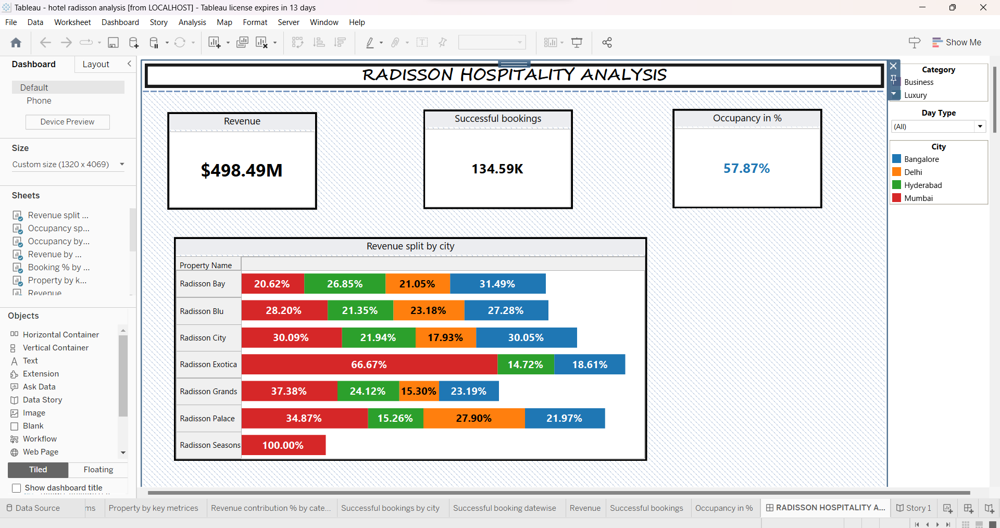 Tableau - hotel radisson analysis [from LOCALHOST] - Tableau license expires in 13 days
File Data Worksheet Dashboard Story Analysis Map Format Server Window Help
Show Me
Dashboard Layout
Default
Phone
Device Preview
Size
Custom size (1320 x 4069)
Sheets
Revenue split ...
Occupancy sp...
Occupancy by...
Revenue by ...
Booking % by ...
Property by k...
Revenue
Objects
Horizontal Container
Vertical Container
Text
Extension
Ask Data
Data Story
Image
Blank
Workflow
Web Page
Tiled Floating
Show dashboard title
RADISSON HOSPITALITY ANALYSIS
Revenue
$498.49M
Successful bookings
134.59K
Occupancy in %
57.87%
Revenue split by city
Property Name
Radisson Bay 20.62% 26.85% 21.05% 31.49%
Radisson Blu 28.20% 21.35% 23.18% 27.28%
Radisson City 30.09% 21.94% 17.93% 30.05%
Radisson Exotica 66.67% 14.72% 18.61%
Radisson Grands 37.38% 24.12% 15.30% 23.19%
Radisson Palace 34.87% 15.26% 27.90% 21.97%
Radisson Seasons 100.00%
Category
Business
Luxury
Day Type
(All)
City
Bangalore
Delhi
Hyderabad
Mumbai
Data Source ms Property by key metrices Revenue contribution % by cate... Successful bookings by city Successful booking datewise Revenue Successful bookings Occupancy in % RADISSON HOSPITALITY A... Story 1